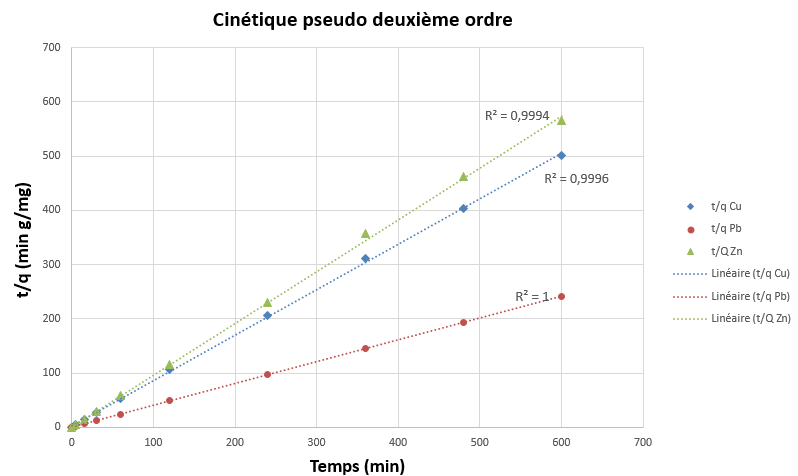 Cinétique pseudo deuxième ordre
700
600
500
400
300
200
100
0
t/q (min g/mg)
R² = 0,9994
R² = 0,9996
R² = 1
0 100 200 300 400 500 600 700
Temps (min)
t/q Cu
t/q Pb
t/Q Zn
Linéaire (t/q Cu)
Linéaire (t/q Pb)
Linéaire (t/Q Zn)